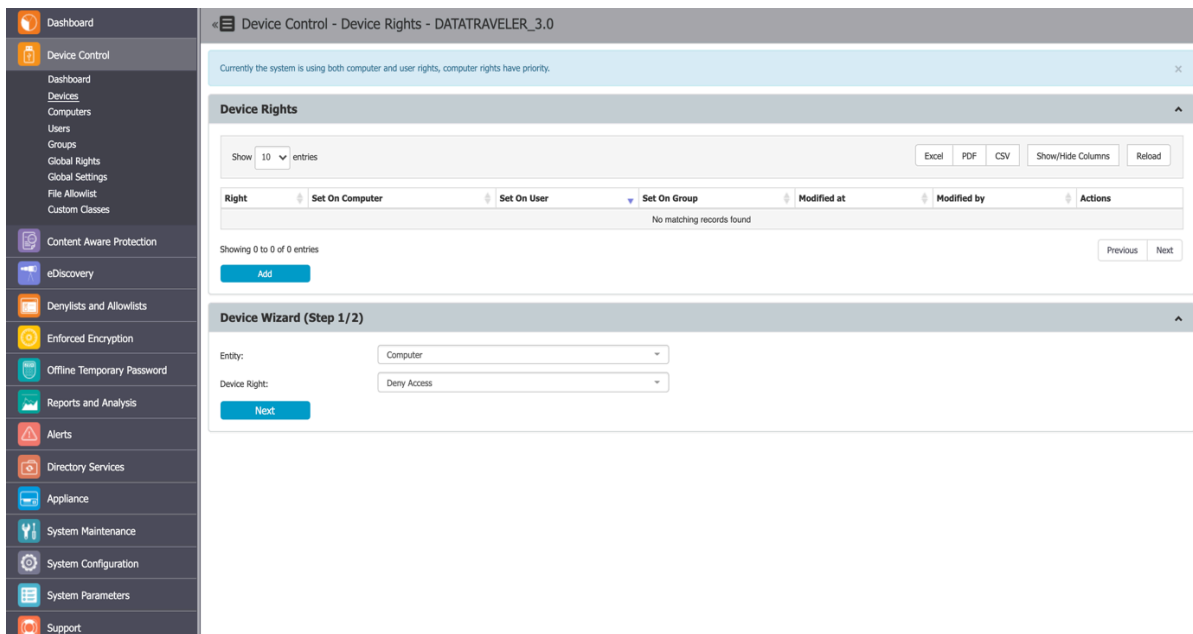 Dashboard
Device Control
Dashboard
Devices
Computers
Users
Groups
Global Rights
Global Settings
File Allowlist
Custom Classes
Content Aware Protection
eDiscovery
Denylists and Allowlists
Enforced Encryption
Offline Temporary Password
Reports and Analysis
Alerts
Directory Services
Appliance
System Maintenance
System Configuration
System Parameters
Support
Device Control - Device Rights - DATATRAVELER_3.0
Currently the system is using both computer and user rights, computer rights have priority.
Device Rights
Show 10 entries
Excel PDF CSV Show/Hide Columns Reload
Right Set On Computer Set On User Set On Group Modified at Modified by Actions
No matching records found
Showing 0 to 0 of 0 entries
Previous Next
Add
Device Wizard (Step 1/2)
Entity: Computer
Device Right: Deny Access
Next